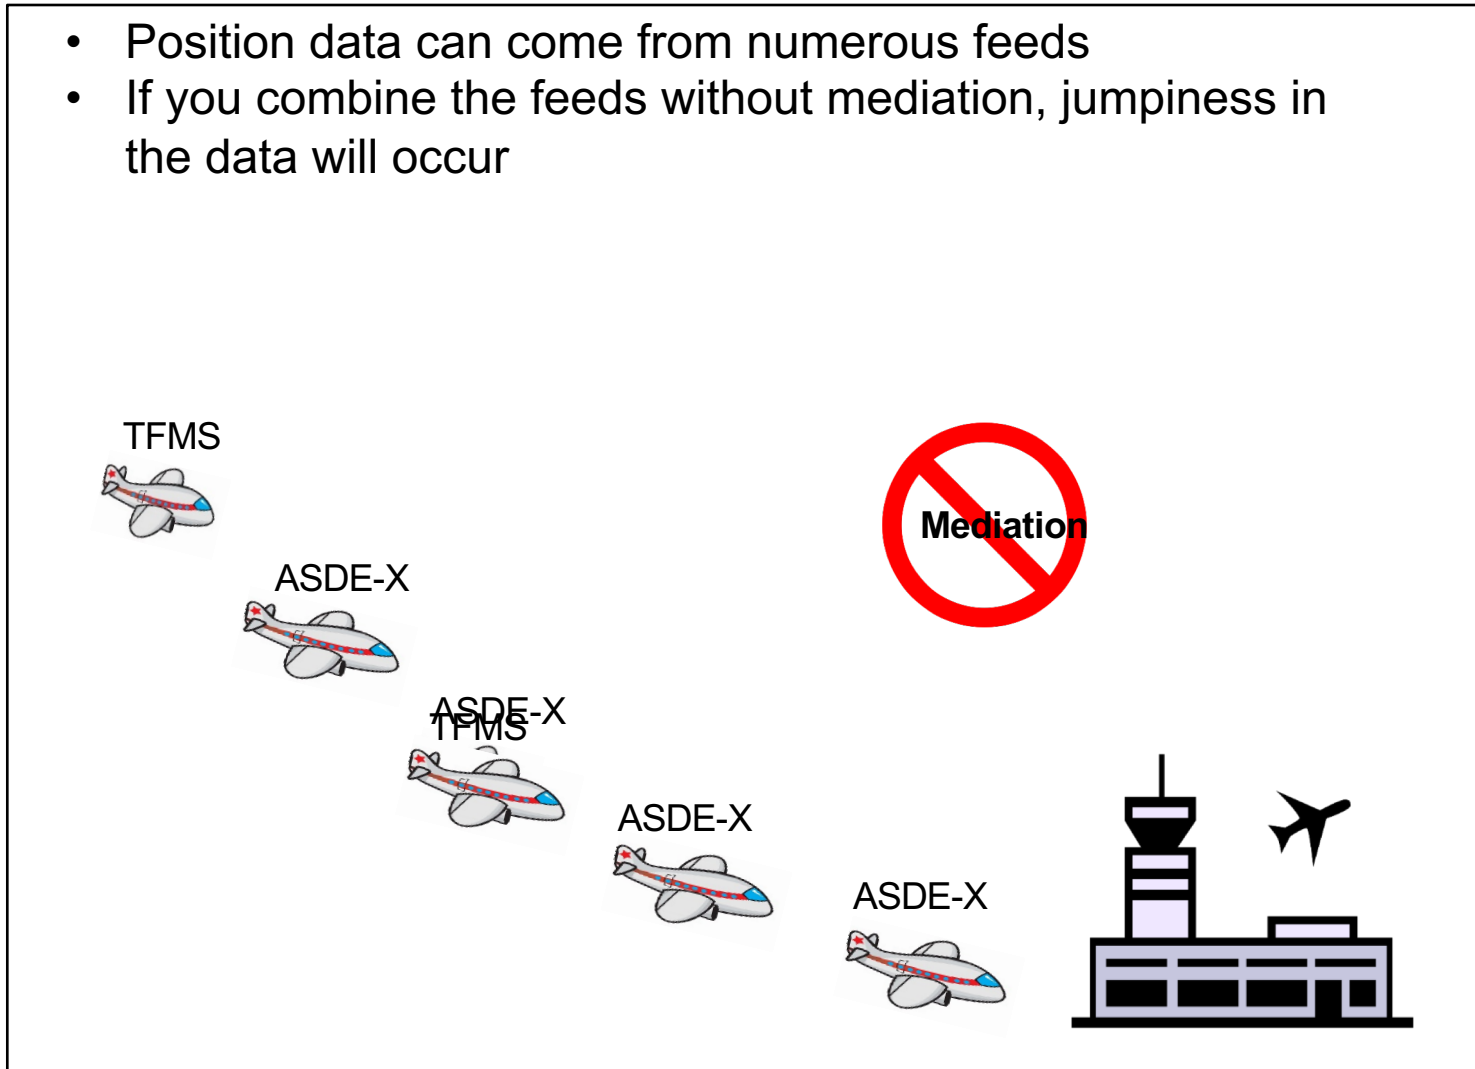 • Position data can come from numerous feeds
• If you combine the feeds without mediation, jumpiness in
the data will occur
TFMS
Mediation
ASDE-X
ASDE-X
TFMS
ASDE-X
ASDE-X